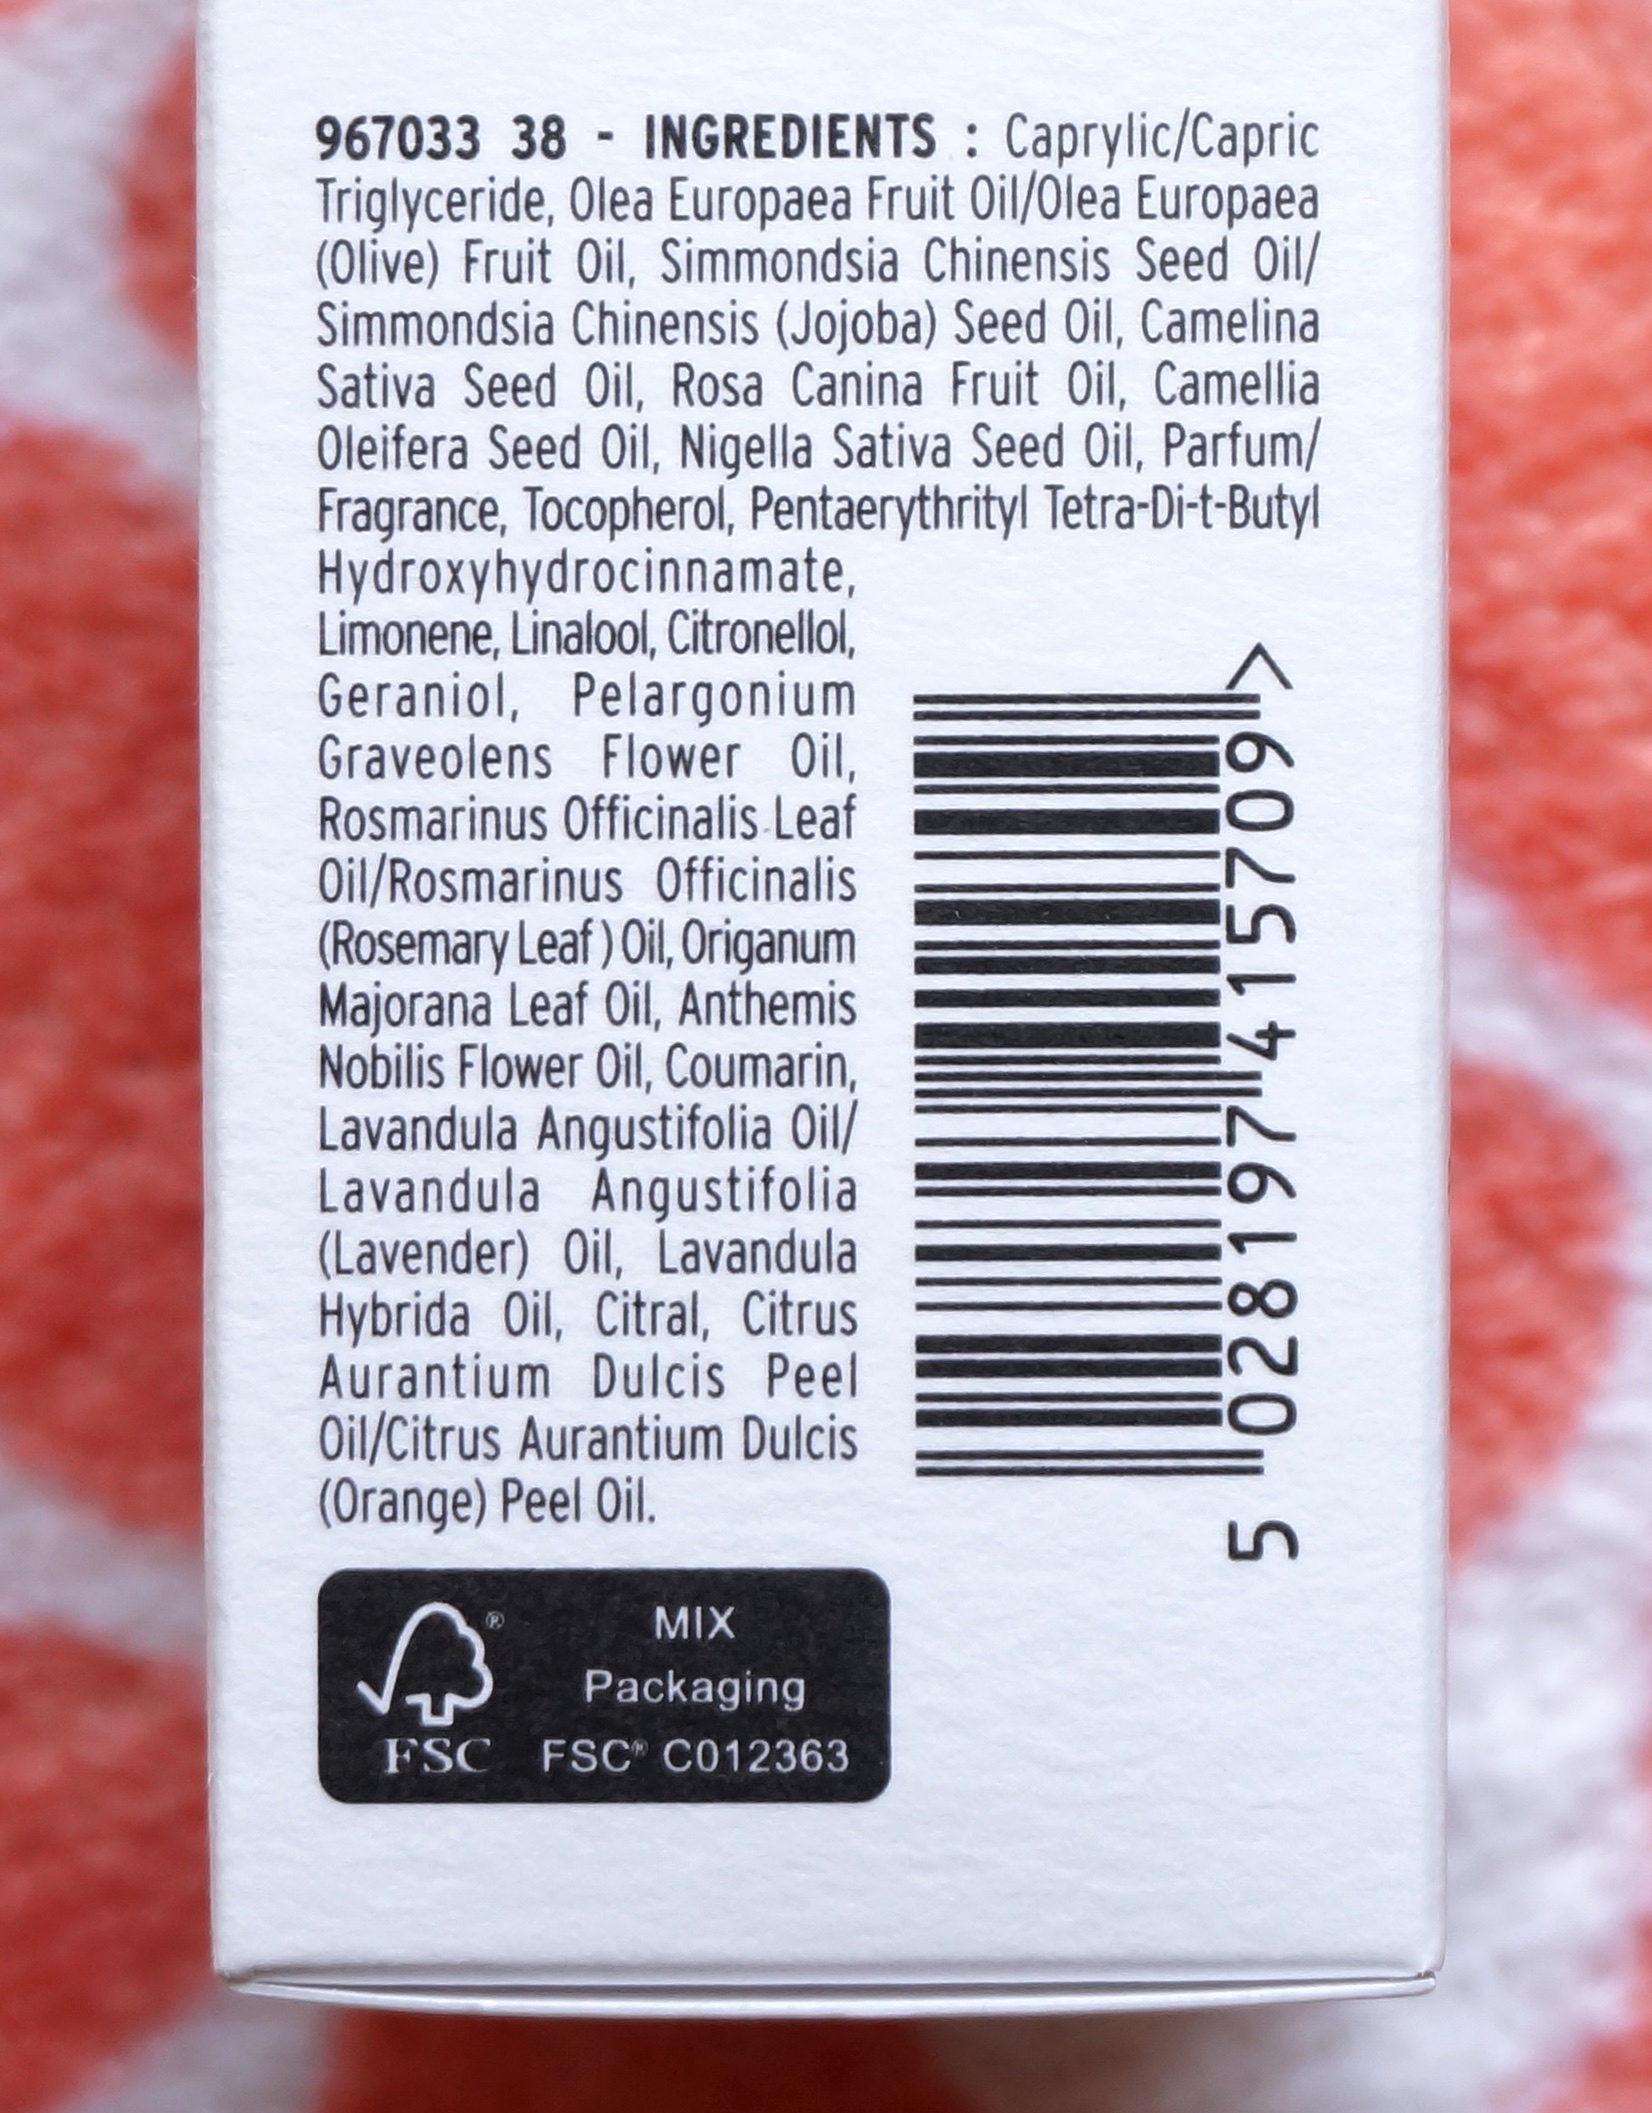 967033 38 - INGREDIENTS : Caprylic/Capric
Triglyceride, Olea Europaea Fruit Oil/Olea Europaea
(Olive) Fruit Oil, Simmondsia Chinensis Seed Oil/
Simmondsia Chinensis (Jojoba) Seed Oil, Camelina
Sativa Seed Oil, Rosa Canina Fruit Oil, Camellia
Oleifera Seed Oil, Nigella Sativa Seed Oil, Parfum/
Fragrance, Tocopherol, Pentaerythrityl Tetra-Di-t-Butyl
Hydroxyhydrocinnamate,
Limonene, Linalool, Citronellol,
Geraniol, Pelargonium
Graveolens Flower Oil,
Rosmarinus Officinalis Leaf
Oil/Rosmarinus Officinalis
(Rosemary Leaf ) Oil, Origanum
Majorana Leaf Oil, Anthemis
Nobilis Flower Oil, Coumarin,
Lavandula Angustifolia Oil/
Lavandula Angustifolia
(Lavender) Oil, Lavandula
Hybrida Oil, Citral, Citrus
Aurantium Dulcis Peel
Oil/Citrus Aurantium Dulcis
(Orange) Peel Oil.
5 028197 415709 >
®
FSC
MIX
Packaging
FSC® C012363